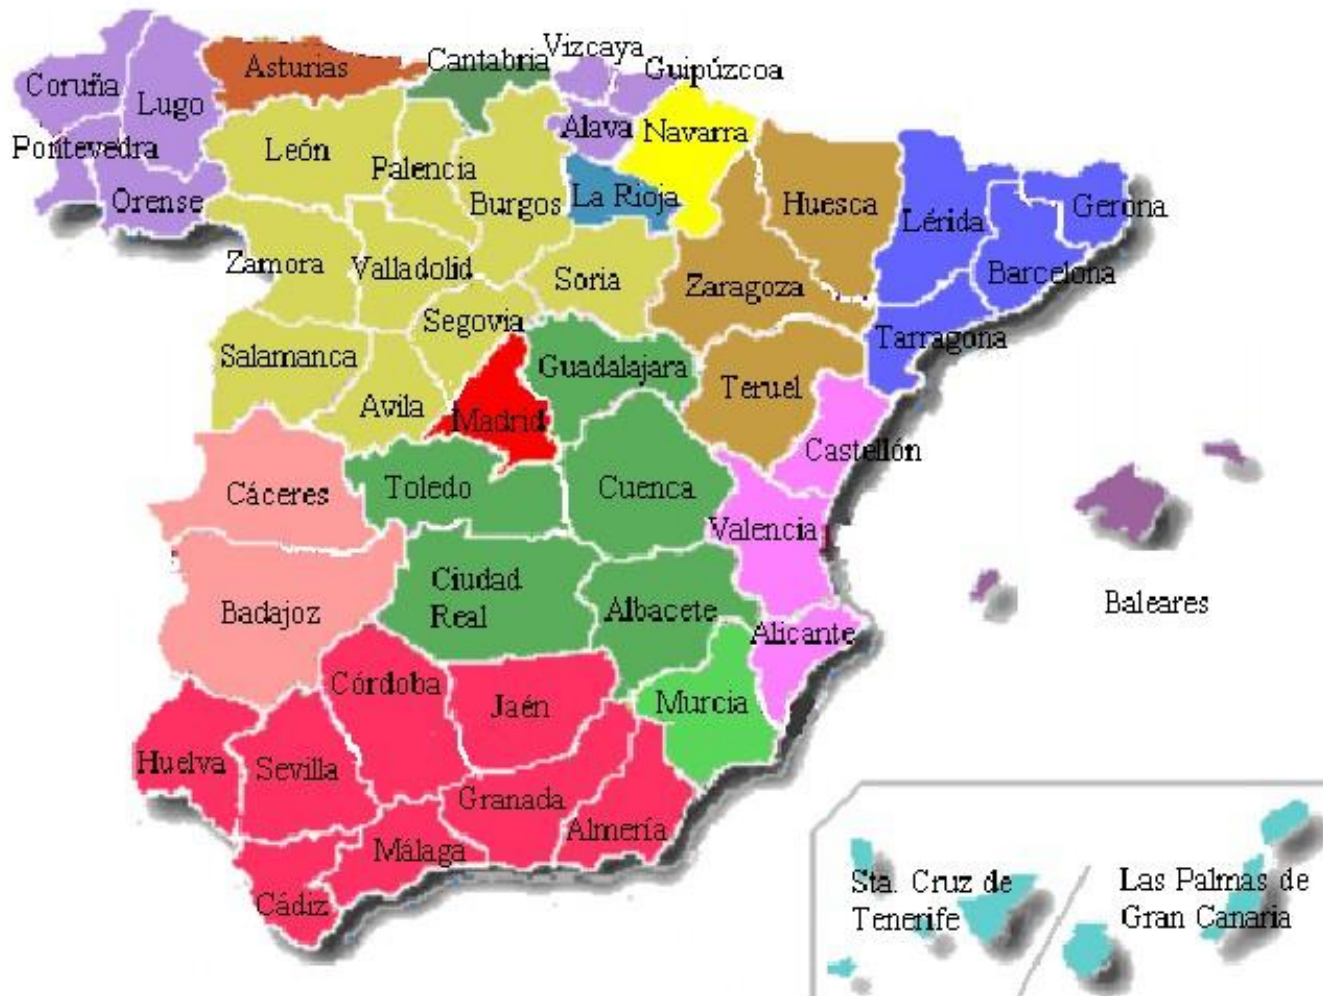 Vizcaya
Asturias
Cantabria
Guipúzcoa
Coruña
Lugo
Alava
Navarra
Pontevedra
León
Palencia
Orense
Burgos
La Rioja
Huesca
Lérida
Gerona
Zamora
Valladolid
Soria
Zaragoza
Barcelona
Segovia
Salamanca
Guadalajara
Tarragona
Avila
Madrid
Teruel
Castellón
Cáceres
Toledo
Cuenca
Valencia
Badajoz
Ciudad
Real
Albacete
Baleares
Alicante
Córdoba
Jaén
Murcia
Huelva
Sevilla
Granada
Almería
Málaga
Cádiz
Sta. Cruz de
Tenerife
Las Palmas de
Gran Canaria